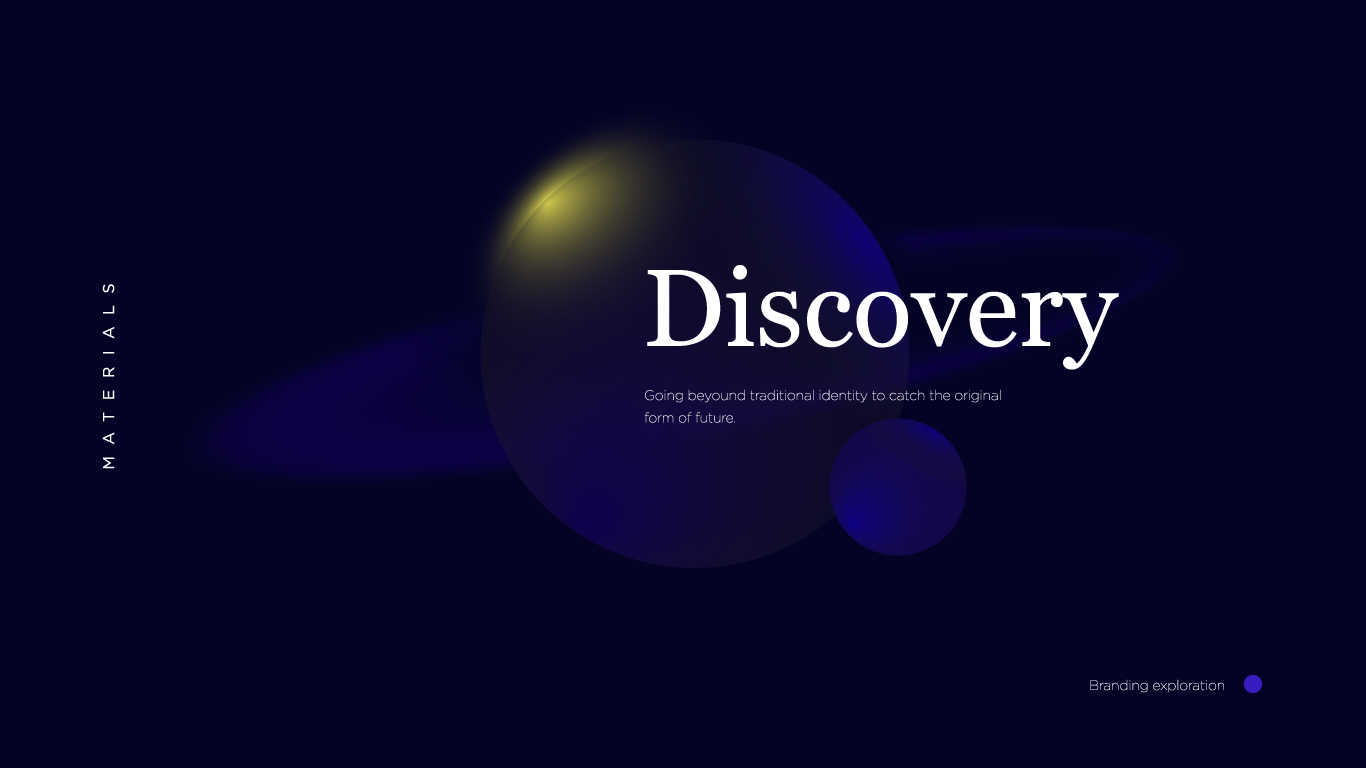 MATERIALS
Discovery
Going beyound traditional identity to catch the original
form of future.
Branding exploration